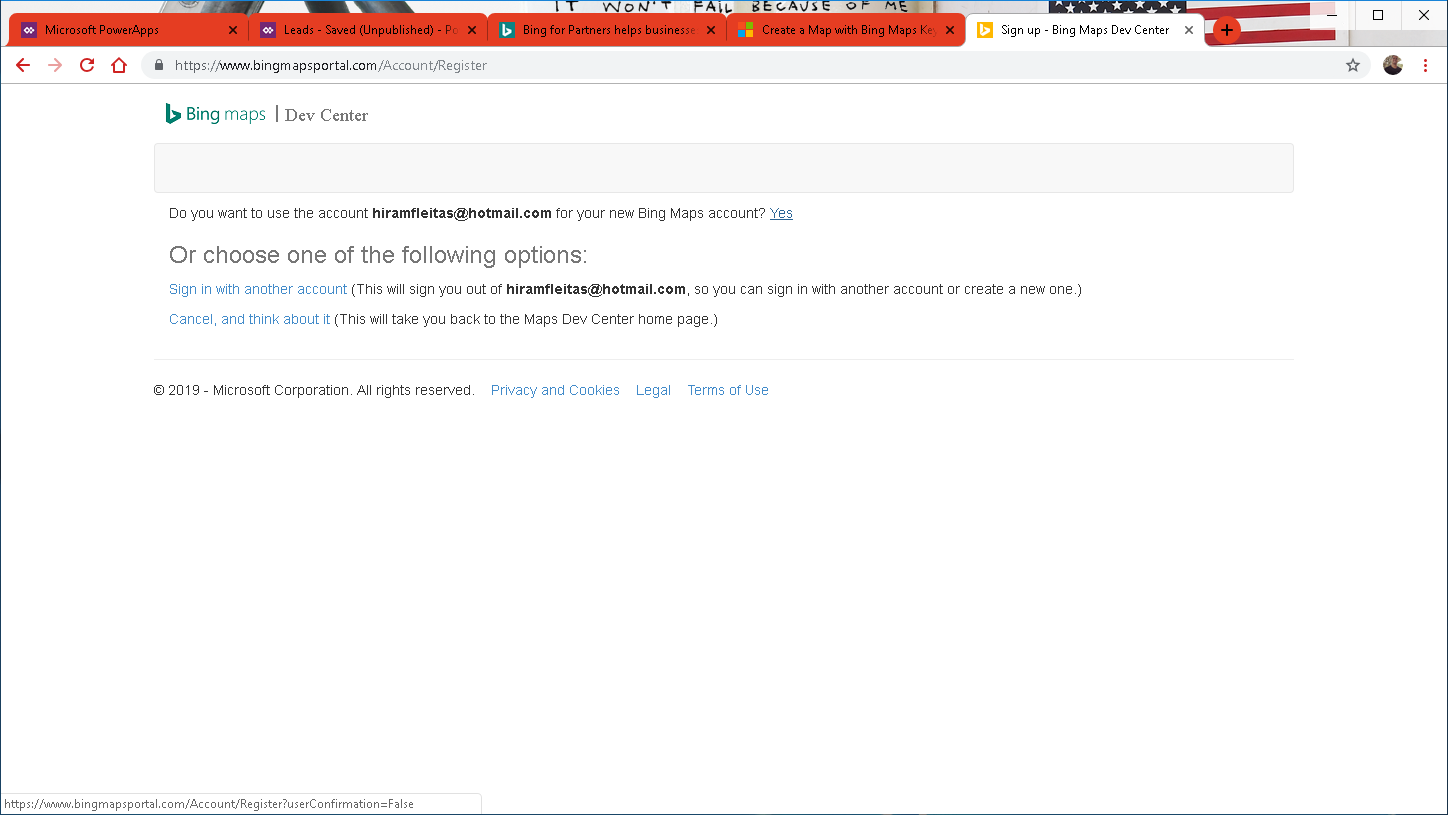 IT WON'T FAIL BECAUSE OF ME
Microsoft PowerApps
Leads - Saved (Unpublished) - Po
Bing for Partners helps businesse
Create a Map with Bing Maps Key
Sign up - Bing Maps Dev Center
https://www.bingmapsportal.com/Account/Register
Bing maps | Dev Center
Do you want to use the account hiramfleitas@hotmail.com for your new Bing Maps account? Yes
Or choose one of the following options:
Sign in with another account (This will sign you out of hiramfleitas@hotmail.com, so you can sign in with another account or create a new one.)
Cancel, and think about it (This will take you back to the Maps Dev Center home page.)
© 2019 - Microsoft Corporation. All rights reserved. Privacy and Cookies Legal Terms of Use
https://www.bingmapsportal.com/Account/Register?userConfirmation=False